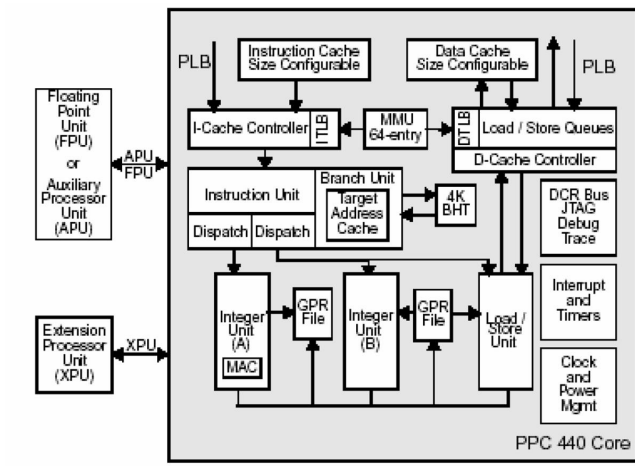 PLB
Instruction Cache
Size Configurable
Data Cache
Size Configurable
PLB
Floating
Point
Unit
(FPU)
or
Auxiliary
Processor
Unit
(APU)
APU
FPU
I-Cache Controller
ITLB
MMU
64-entry
DTLB
Load / Store Queues
D-Cache Controller
Instruction Unit
Branch Unit
Target
Address
Cache
4K
BHT
Dispatch
Dispatch
DCR Bus
JTAG
Debug
Trace
Integer
Unit
(A)
MAC
GPR
File
Integer
Unit
(B)
GPR
File
Load /
Store
Unit
Interrupt
and
Timers
Extension
Processor
Unit
(XPU)
XPU
Clock
and
Power
Mgmt
PPC 440 Core